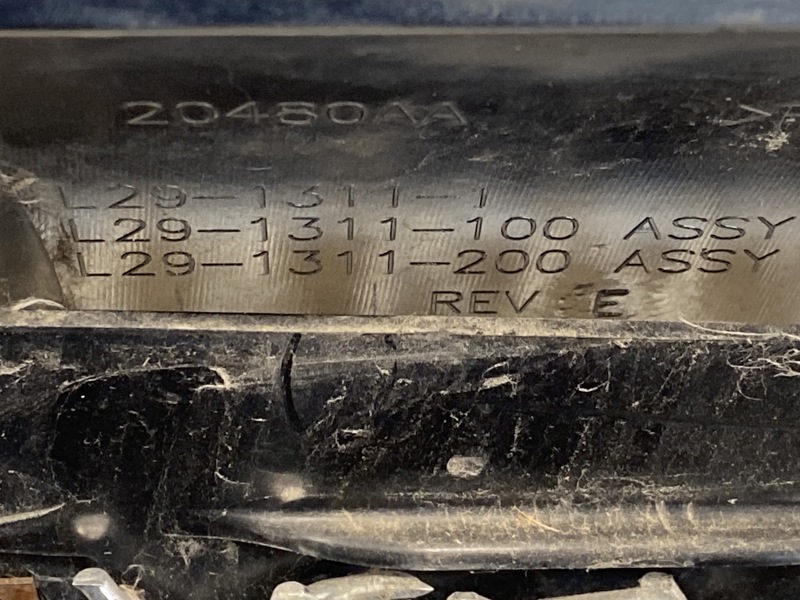 20480AA
L29-1311-1
L29-1311-100 ASSY
L29-1311-200 ASSY
REV E